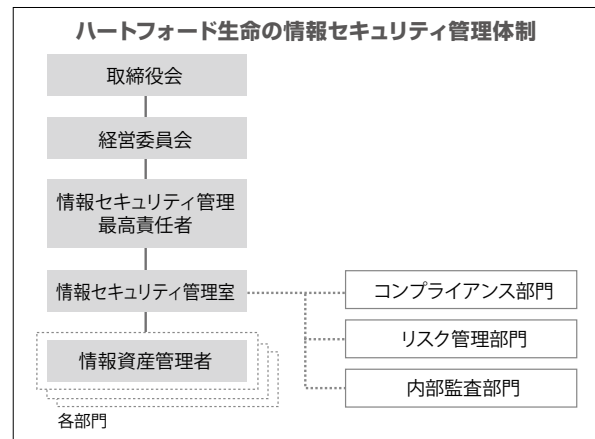 ハートフォード生命の情報セキュリティ管理体制
取締役会
経営委員会
情報セキュリティ管理
最高責任者
情報セキュリティ管理室
コンプライアンス部門
リスク管理部門
情報資産管理者
内部監査部門
各部門